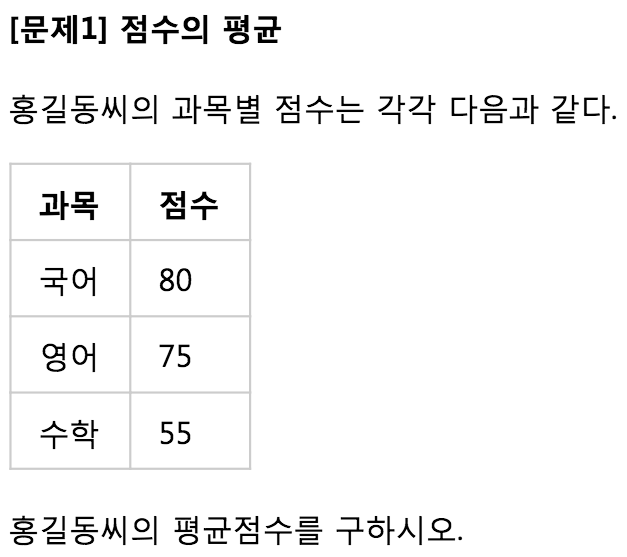 [문제1] 점수의 평균
홍길동씨의 과목별 점수는 각각 다음과 같다.
과목 점수
국어 80
영어 75
수학 55
홍길동씨의 평균점수를 구하시오.